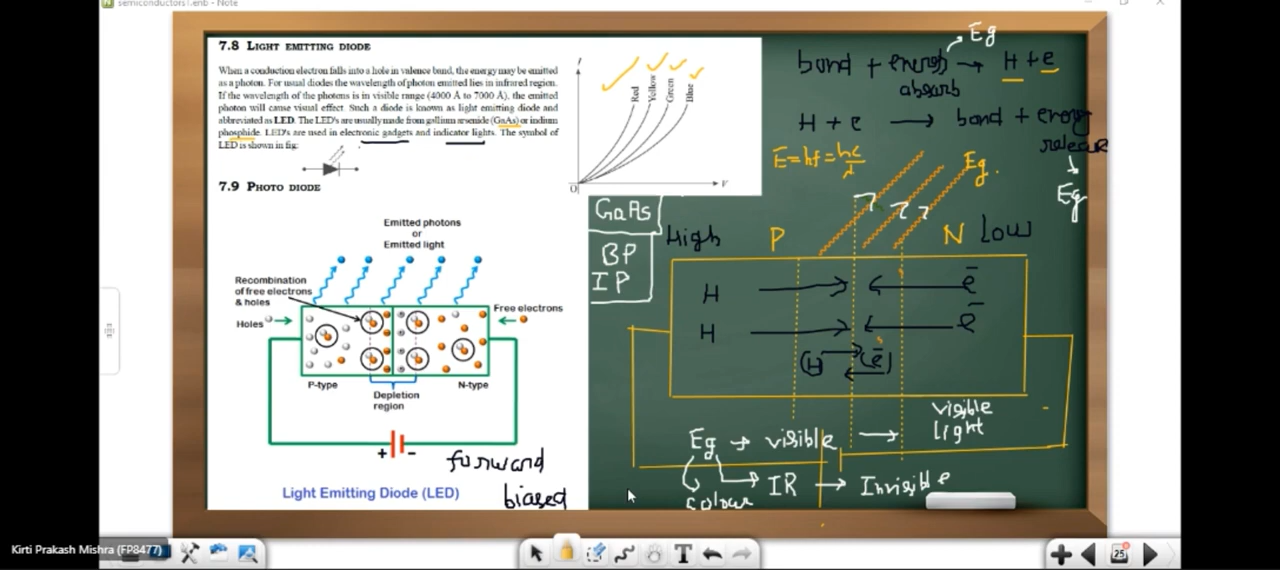 semiconductors1.enb - Note
7.8 LIGHT EMITTING DIODE
When a conduction electron falls into a hole in valence band, the energy may be emitted
as a photon. For usual diodes the wavelength of photon emitted lies in infrared region.
If the wavelength of the photons is in visible range (4000 Å to 7000 Å), the emitted
photon will cause visual effect. Such a diode is known as light emitting diode and
abbreviated as LED. The LED's are usually made from gallium arsenide (GaAs) or indium
phosphide. LED's are used in electronic gadgets and indicator lights. The symbol of
LED is shown in fig:
7.9 PHOTO DIODE
I
Red
Yellow
Green
Blue
O
V
Emitted photons
or
Emitted light
Recombination
of free electrons
& holes
Holes
Free electrons
P-type
N-type
Depletion
region
+ -
forward
biased
Light Emitting Diode (LED)
Eg
bond + energy → H + e
absorb
H + e → bond + energy
release
Eg
E = hf = hc/λ
Eg.
GaAs
BP
IP
High P N Low
H e̅
H e̅
(H) (e̅)
Eg → visible → visible light
colour → IR → Invisible
Kirti Prakash Mishra (FP8477)
T
25